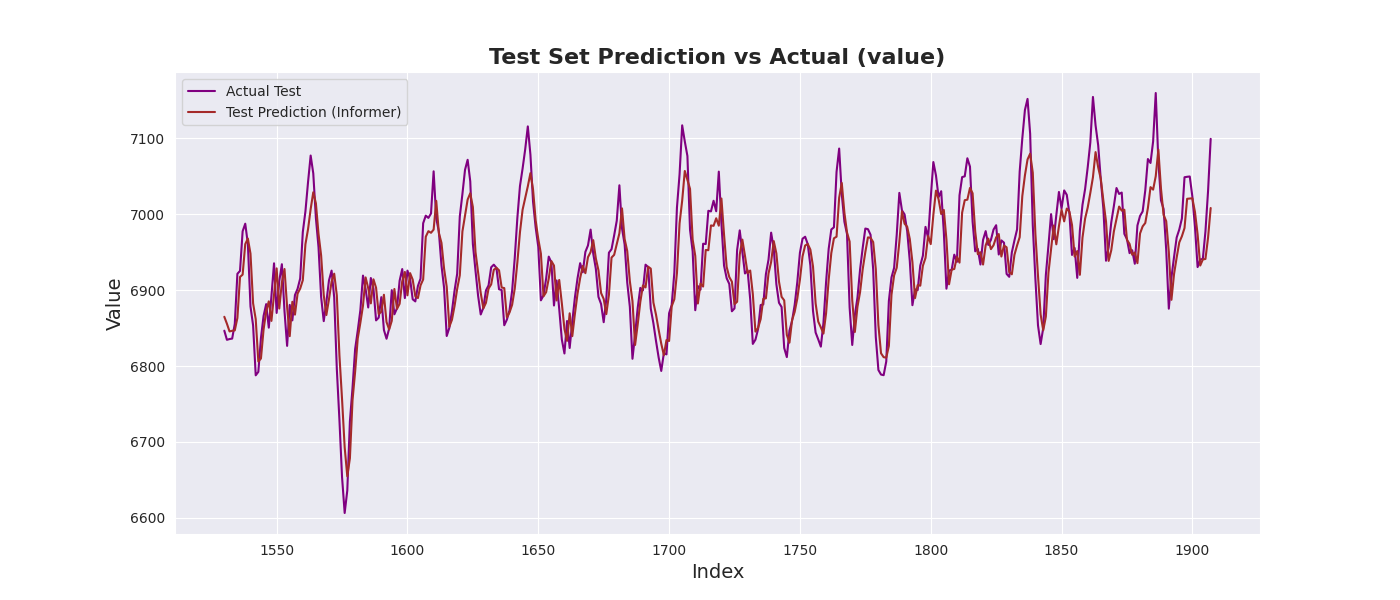 Test Set Prediction vs Actual (value)
Actual Test
Test Prediction (Informer)
Value
7100
7000
6900
6800
6700
6600
1550 1600 1650 1700 1750 1800 1850 1900
Index